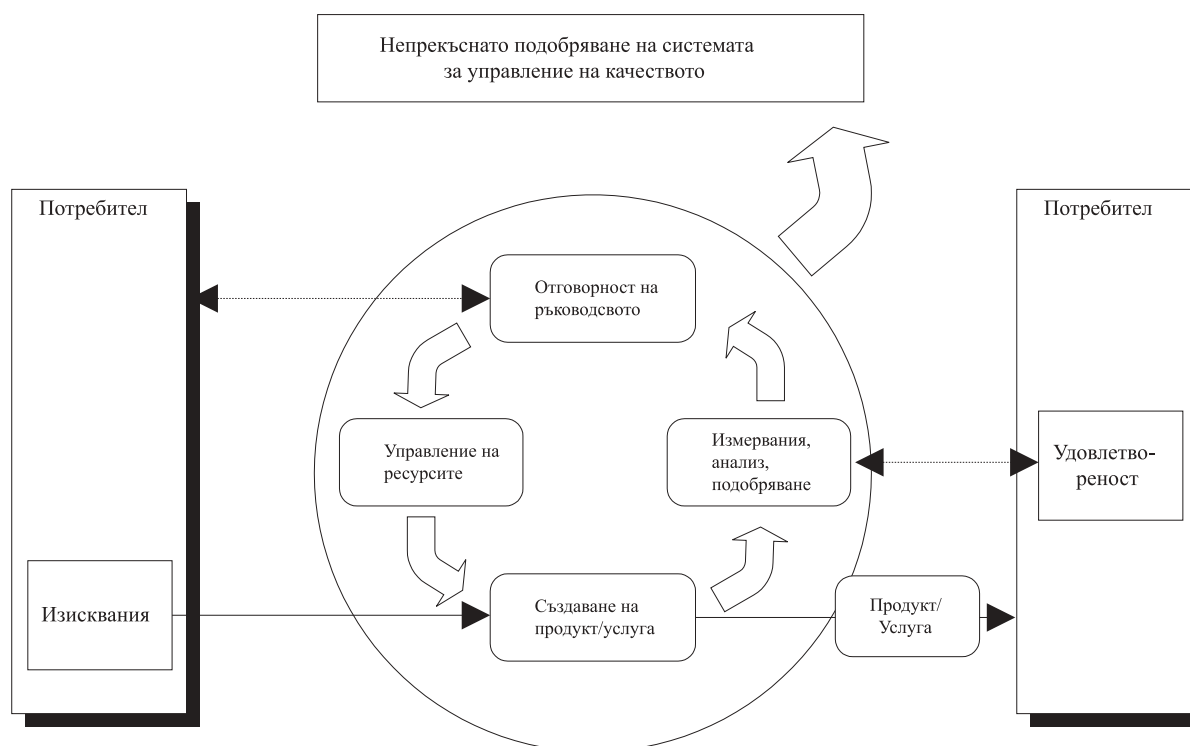 Непрекъснато подобряване на системата
за управление на качеството
Потребител
Потребител
Отговорност на
ръководсвото
Управление на
ресурсите
Измервания,
анализ,
подобряване
Удовлетво-
реност
Изисквания
Създаване на
продукт/услуга
Продукт/
Услуга